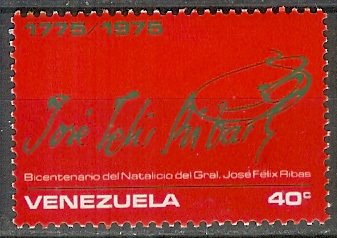 1775/1975
José Félix Ribas
Bicentenario del Natalicio del Gral. José Félix Ribas
VENEZUELA 40c